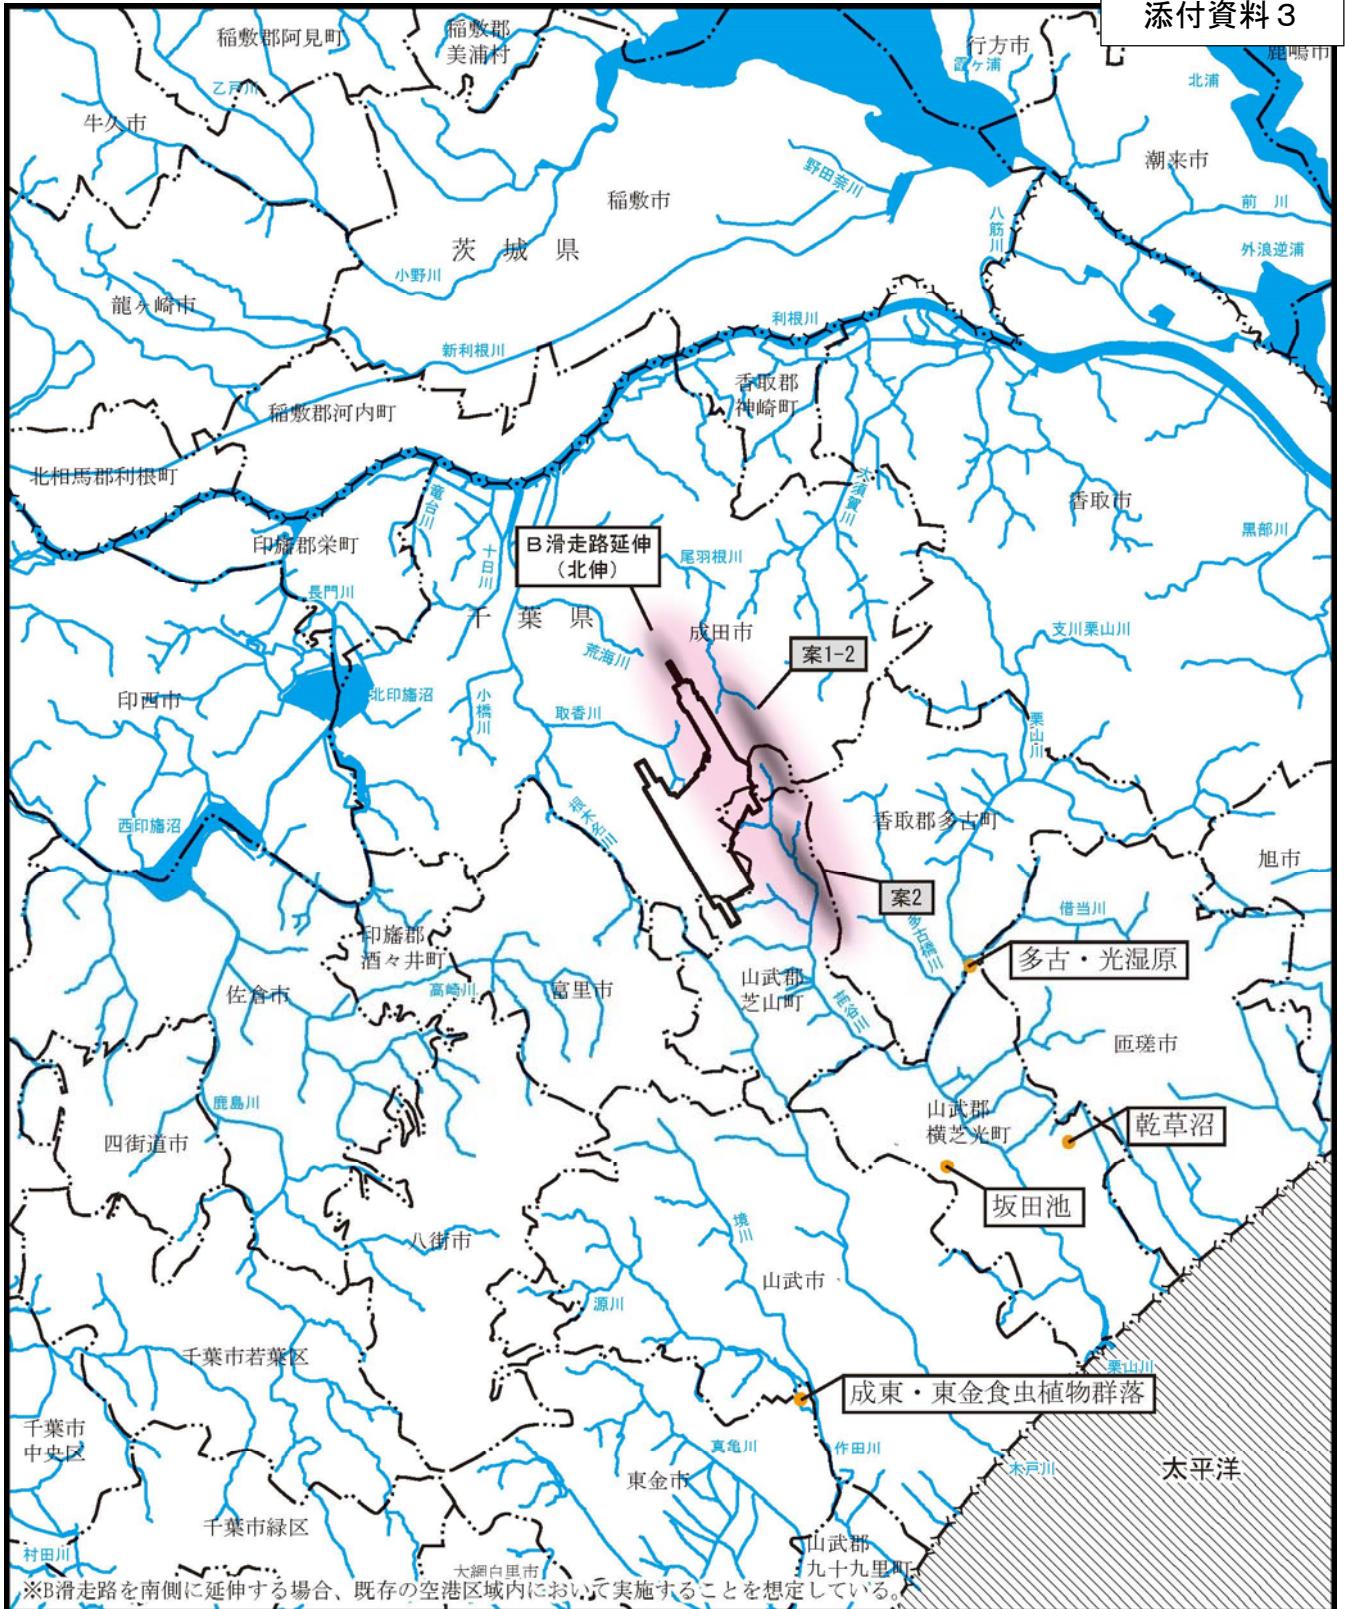 添付資料３
稲敷郡阿見町
稲敷郡
美浦村
行方市
霞ヶ浦
鹿嶋市
北浦
乙戸川
牛久市
潮来市
野田奈川
稲敷市
前川
八筋川
茨城県
外浪逆浦
小野川
龍ヶ崎市
利根川
新利根川
香取郡
神崎町
稲敷郡河内町
北相馬郡利根町
大須賀川
香取市
竜台川
黒部川
印旛郡栄町
十日川
B滑走路延伸
（北伸）
尾羽根川
長門川
千葉県
成田市
支川栗山川
荒海川
案1-2
印西市
北印旛沼
小橋川
取香川
栗山川
西印旛沼
根木名川
香取郡多古町
旭市
案2
借当川
多古橋川
印旛郡
酒々井町
多古・光湿原
佐倉市
高崎川
富里市
山武郡
芝山町
匝瑳市
鹿島川
山武郡
横芝光町
四街道市
乾草沼
坂田池
境川
八街市
山武市
源川
千葉市若葉区
栗山川
成東・東金食虫植物群落
千葉市
中央区
真亀川
作田川
木戸川
太平洋
東金市
千葉市緑区
村田川
山武郡
九十九里町
大網白里市
※B滑走路を南側に延伸する場合、既存の空港区域内において実施することを想定している。